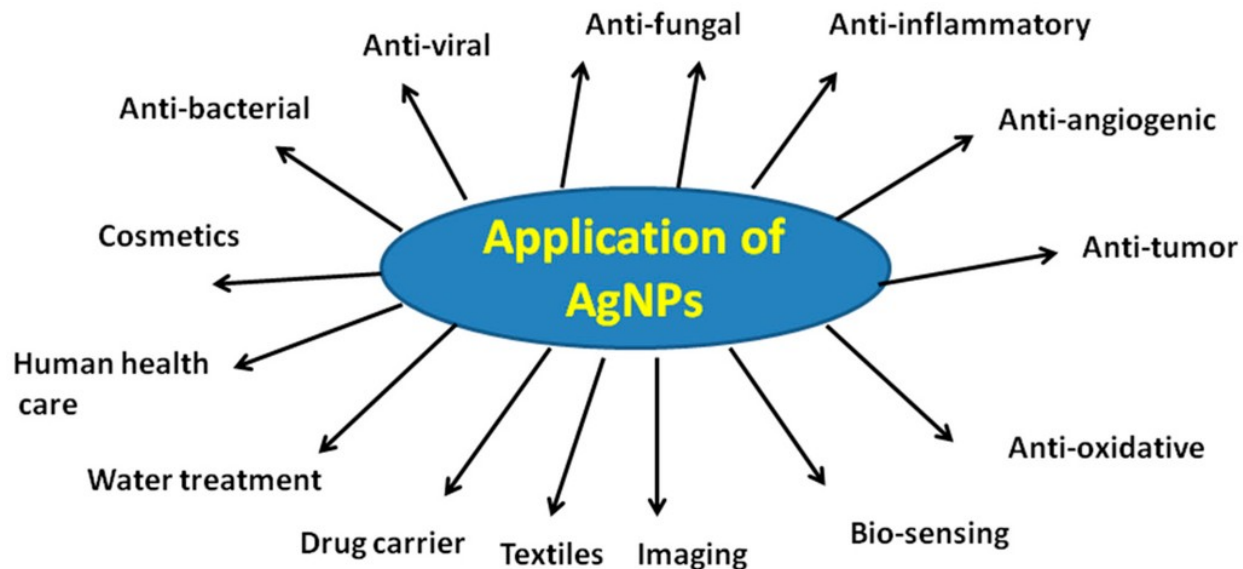 Anti-fungal
Anti-inflammatory
Anti-viral
Anti-bacterial
Anti-angiogenic
Cosmetics
Application of
AgNPs
Anti-tumor
Human health
care
Water treatment
Anti-oxidative
Drug carrier
Textiles
Imaging
Bio-sensing